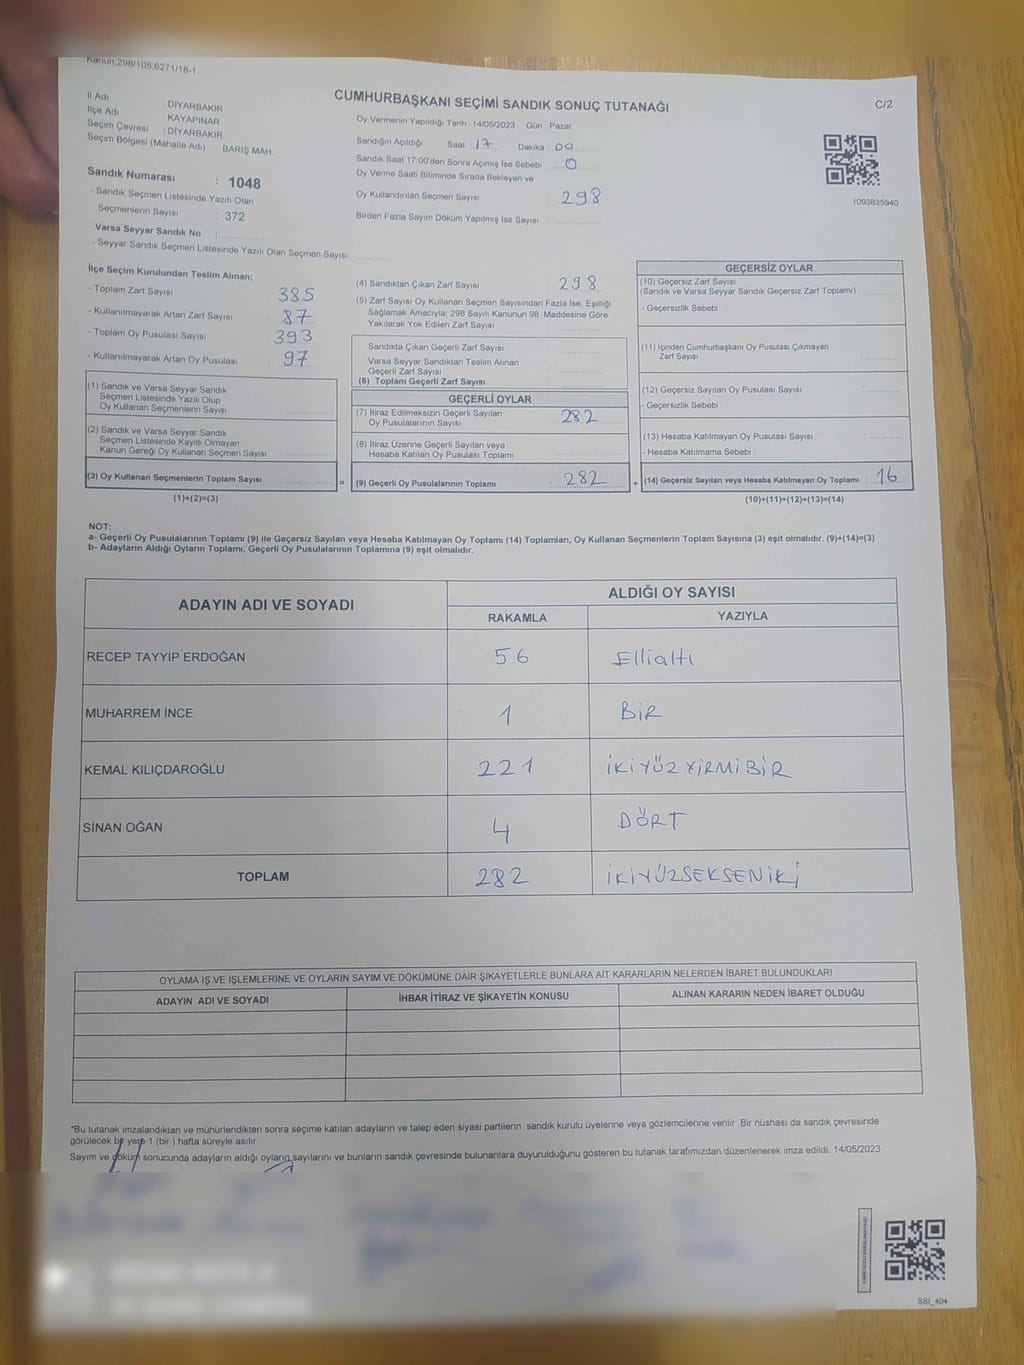 Kanun:298/105,6271/18-1
CUMHURBAŞKANI SEÇİMİ SANDIK SONUÇ TUTANAĞI
C/2
İl Adı : DİYARBAKIR
İlçe Adı : KAYAPINAR
Seçim Çevresi : DİYARBAKIR
Seçim Bölgesi (Mahalle Adı) : BARIŞ MAH
Sandık Numarası : 1048
- Sandık Seçmen Listesinde Yazılı Olan
Seçmenlerin Sayısı : 372
Varsa Seyyar Sandık No :
- Seyyar Sandık Seçmen Listesinde Yazılı Olan Seçmen Sayısı
Oy Vermenin Yapıldığı Tarih : 14/05/2023 Gün : Pazar
Sandığın Açıldığı Saat : 17 Dakika : 00
Sandık Saat 17:00'den Sonra Açımış İse Sebebi : 0
Oy Verme Saati Bitiminde Sırada Bekleyen ve
Oy Kullandırılan Seçmen Sayısı 298
Birden Fazla Sayım Döküm Yapılmış İse Sayısı
1093835940
İlçe Seçim Kurulundan Teslim Alınan;
- Toplam Zarf Sayısı : 385
- Kullanılmayarak Artan Zarf Sayısı : 87
- Toplam Oy Pusulası Sayısı : 393
- Kullanılmayarak Artan Oy Pusulası : 97
(1) Sandık ve Varsa Seyyar Sandık
Seçmen Listesinde Yazılı Olup
Oy Kullanan Seçmenlerin Sayısı
(2) Sandık ve Varsa Seyyar Sandık
Seçmen Listesinde Kayıtlı Olmayan
Kanun Gereği Oy Kullanan Seçmen Sayısı
(3) Oy Kullanan Seçmenlerin Toplam Sayısı
(1)+(2)=(3)
(4) Sandıktan Çıkan Zarf Sayısı : 298
(5) Zarf Sayısı Oy Kullanan Seçmen Sayısından Fazla İse, Eşitliği
Sağlamak Amacıyla; 298 Sayılı Kanunun 98. Maddesine Göre
Yakılarak Yok Edilen Zarf Sayısı
Sandıkta Çıkan Geçerli Zarf Sayısı
Varsa Seyyar Sandıktan Teslim Alınan
Geçerli Zarf Sayısı
(6) Toplam Geçerli Zarf Sayısı
GEÇERLİ OYLAR
(7) İtiraz Edilmeksizin Geçerli Sayılan
Oy Pusulalarının Sayısı : 282
(8) İtiraz Üzerine Geçerli Sayılan veya
Hesaba Katılan Oy Pusulası Toplamı
= (9) Geçerli Oy Pusulalarının Toplamı : 282
GEÇERSİZ OYLAR
(10) Geçersiz Zarf Sayısı
(Sandık ve Varsa Seyyar Sandık Geçersiz Zarf Toplamı)
- Geçersizlik Sebebi :
(11) İçinden Cumhurbaşkanı Oy Pusulası Çıkmayan
Zarf Sayısı
(12) Geçersiz Sayılan Oy Pusulası Sayısı
- Geçersizlik Sebebi :
(13) Hesaba Katılmayan Oy Pusulası Sayısı
- Hesaba Katılmama Sebebi :
+ (14) Geçersiz Sayılan veya Hesaba Katılmayan Oy Toplamı : 16
(10)+(11)+(12)+(13)=(14)
NOT:
a- Geçerli Oy Pusulalarının Toplamı (9) ile Geçersiz Sayılan veya Hesaba Katılmayan Oy Toplamı (14) Toplamları, Oy Kullanan Seçmenlerin Toplam Sayısına (3) eşit olmalıdır. (9)+(14)=(3)
b- Adayların Aldığı Oyların Toplamı, Geçerli Oy Pusulalarının Toplamına (9) eşit olmalıdır.
ADAYIN ADI VE SOYADI
ALDIĞI OY SAYISI
RAKAMLA YAZIYLA
RECEP TAYYİP ERDOĞAN 56 Ellialtı
MUHARREM İNCE 1 BİR
KEMAL KILIÇDAROĞLU 221 İKİYÜZYİRMİBİR
SİNAN OĞAN 4 DÖRT
TOPLAM 282 İKİYÜZSEKSENİKİ
OYLAMA İŞ VE İŞLEMLERİNE VE OYLARIN SAYIM VE DÖKÜMÜNE DAİR ŞİKAYETLERLE BUNLARA AİT KARARLARIN NELERDEN İBARET BULUNDUKLARI
ADAYIN ADI VE SOYADI İHBAR İTİRAZ VE ŞİKAYETİN KONUSU ALINAN KARARIN NEDEN İBARET OLDUĞU
*Bu tutanak imzalandıktan ve mühürlendikten sonra seçime katılan adayların ve talep eden siyasi partilerin sandık kurulu üyelerine veya gözlemcilerine verilir. Bir nüshası da sandık çevresinde
görülecek bir yere 1 (bir ) hafta süreyle asılır.
Sayım ve döküm sonucunda adayların aldığı oyların sayılarını ve bunların sandık çevresinde bulunanlara duyurulduğunu gösteren bu tutanak tarafımızdan düzenlenerek imza edildi. 14/05/2023
SSI_404